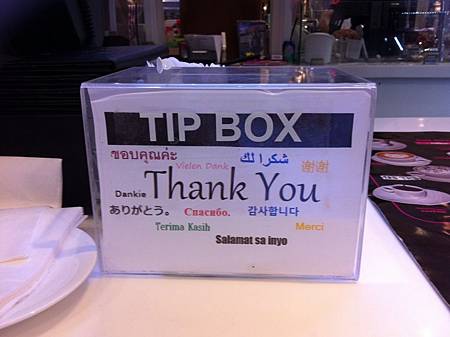 TIP BOX
ขอบคุณค่ะ
شكرا لك
谢谢
Vielen Dank
Dankie
Thank You
ありがとう。
Спасибо.
감사합니다
Terima Kasih
Merci
Salamat sa inyo